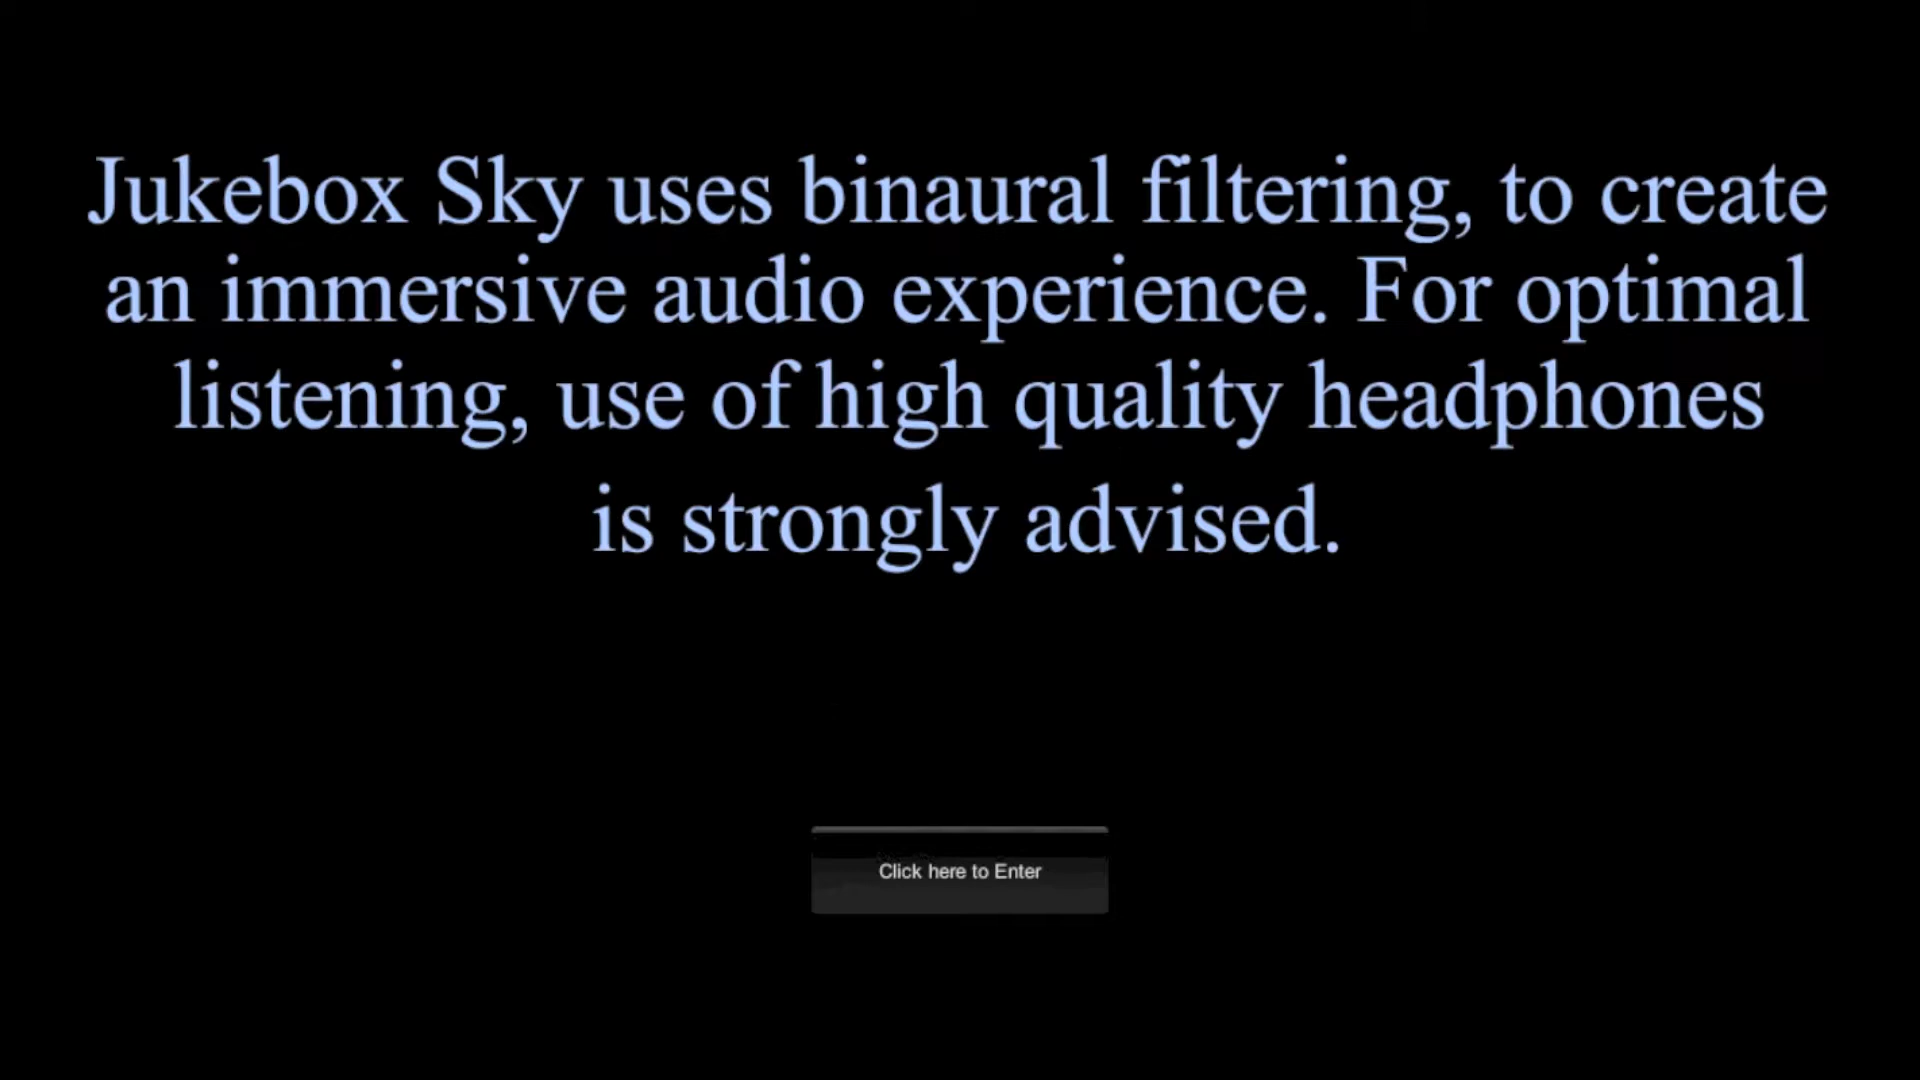 Jukebox Sky uses binaural filtering, to create
an immersive audio experience. For optimal
listening, use of high quality headphones
is strongly advised.
Click here to Enter